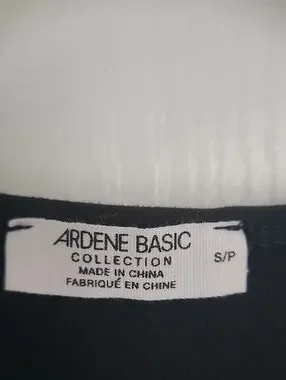 ARDENE BASIC
COLLECTION
S/P
MADE IN CHINA
FABRIQUÉ EN CHINE